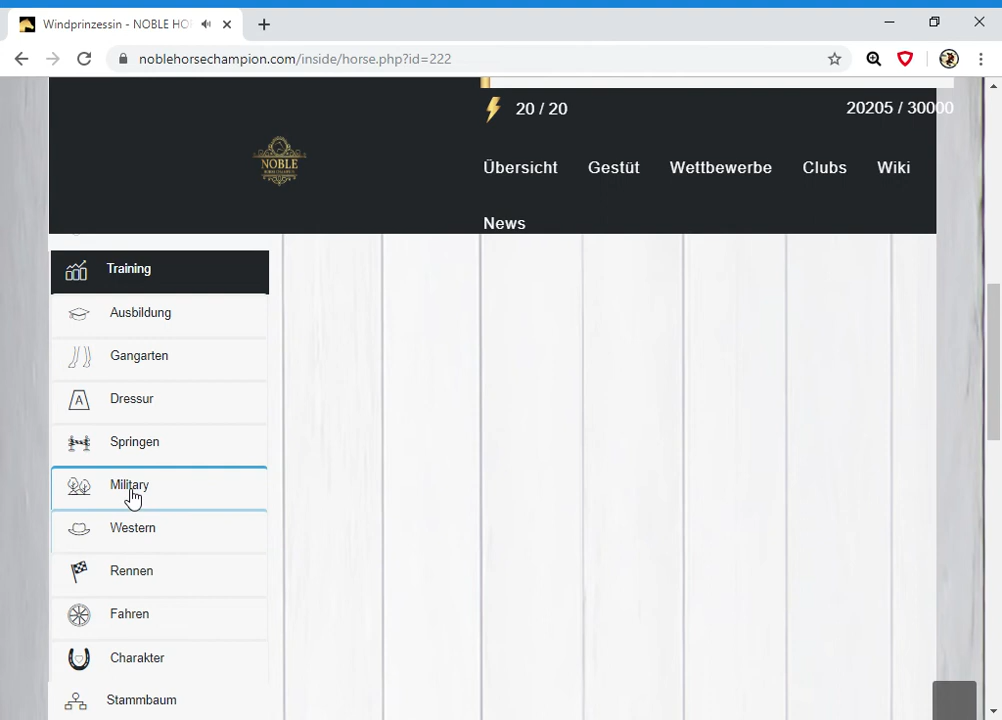 Windprinzessin - NOBLE HO
noblehorsechampion.com/inside/horse.php?id=222
20 / 20
20205 / 30000
NOBLE
Übersicht Gestüt Wettbewerbe Clubs Wiki
News
Training
Ausbildung
Gangarten
A Dressur
Springen
Military
Western
Rennen
Fahren
Charakter
Stammbaum